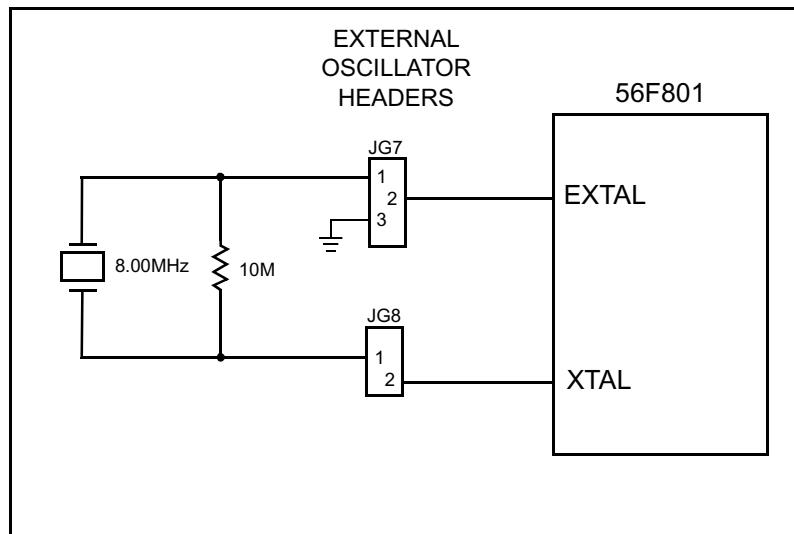 EXTERNAL
OSCILLATOR
HEADERS
56F801
JG7
1
2
3
EXTAL
8.00MHz
10M
JG8
1
2
XTAL